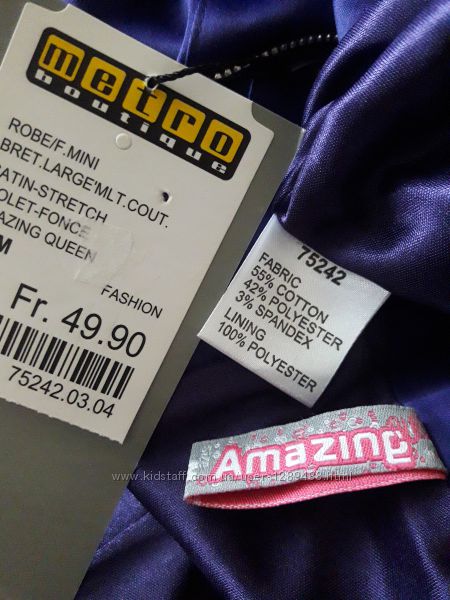 metro
boutique
ROBE/F.MINI
BRET.LARGE'MLT.COUT.
ATIN-STRETCH
OLET-FONCE
AZING QUEEN
M
FASHION
Fr. 49.90
75242.03.04
75242
FABRIC
55% COTTON
42% POLYESTER
3% SPANDEX
LINING
100% POLYESTER
Amazing